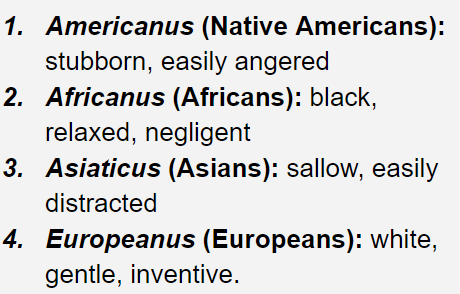 1. Americanus (Native Americans):
stubborn, easily angered
2. Africanus (Africans): black,
relaxed, negligent
3. Asiaticus (Asians): sallow, easily
distracted
4. Europeanus (Europeans): white,
gentle, inventive.